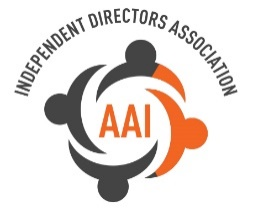 INDEPENDENT DIRECTORS ASSOCIATION
AAI